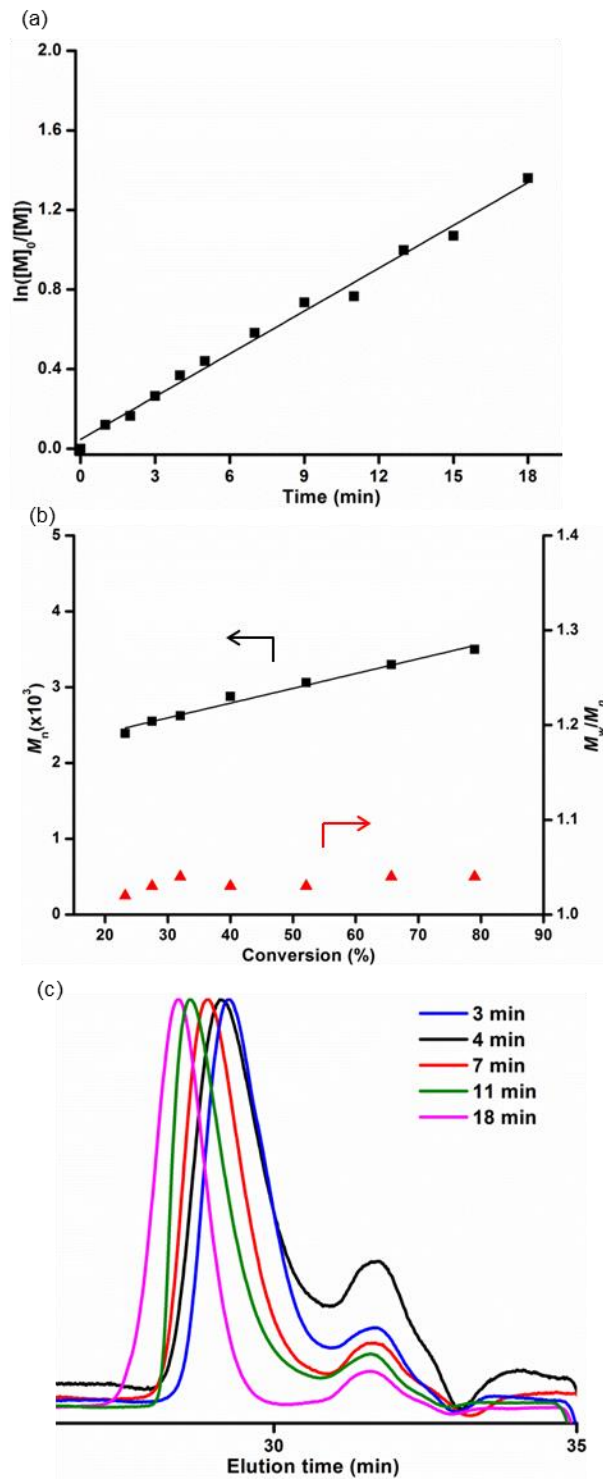 (a)
2.0
1.6
1.2
0.8
0.4
0.0
ln([M]0/[M])
0 3 6 9 12 15 18
Time (min)
(b)
5
4
3
2
1
0
Mn(x10³)
1.4
1.3
1.2
1.0
1.0
Mw/Mn
20 30 40 50 60 70 80 90
Conversion (%)
(c)
3 min
4 min
7 min
11 min
18 min
30 35
Elution time (min)